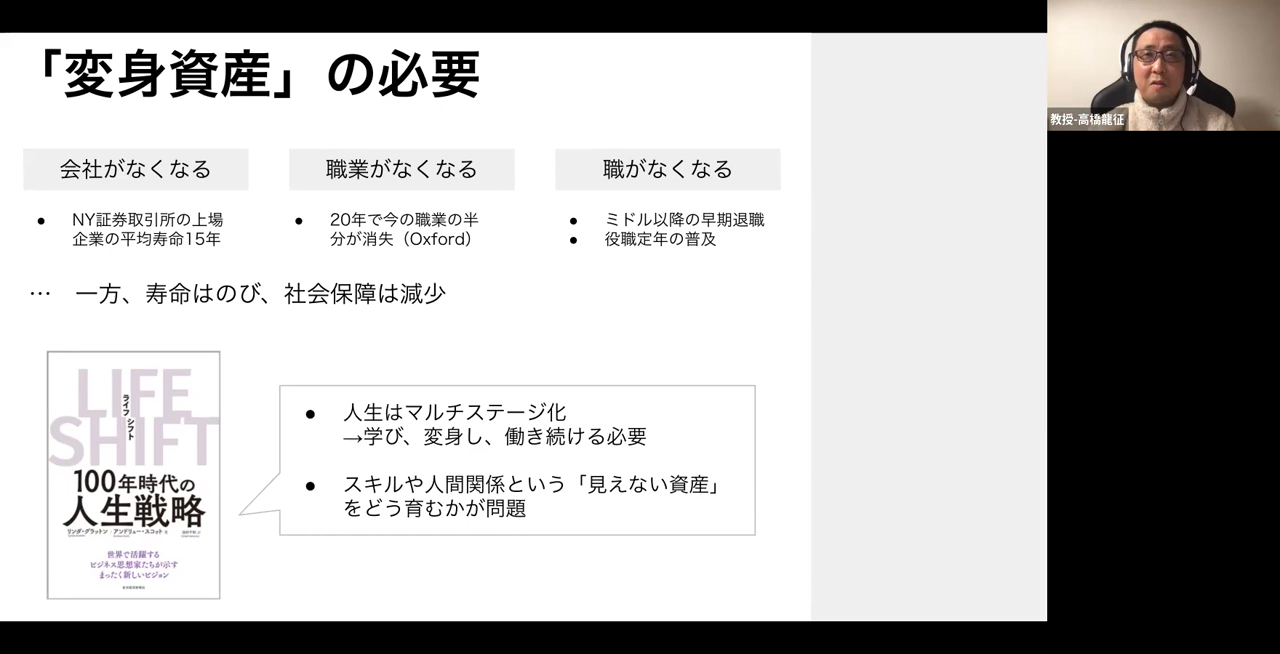 「変身資産」の必要
会社がなくなる
職業がなくなる
職がなくなる
● NY証券取引所の上場
企業の平均寿命15年
● 20年で今の職業の半
分が消失（Oxford）
● ミドル以降の早期退職
● 役職定年の普及
… 一方、寿命はのび、社会保障は減少
LIFE
SHIFT
ライフ シフト
100年時代の
人生戦略
リンダ・グラットン／アンドリュー・スコット
世界で活躍する
ビジネス思想家たちが示す
まったく新しいビジョン
● 人生はマルチステージ化
→学び、変身し、働き続ける必要
● スキルや人間関係という「見えない資産」
をどう育むかが問題
教授-高橋龍征